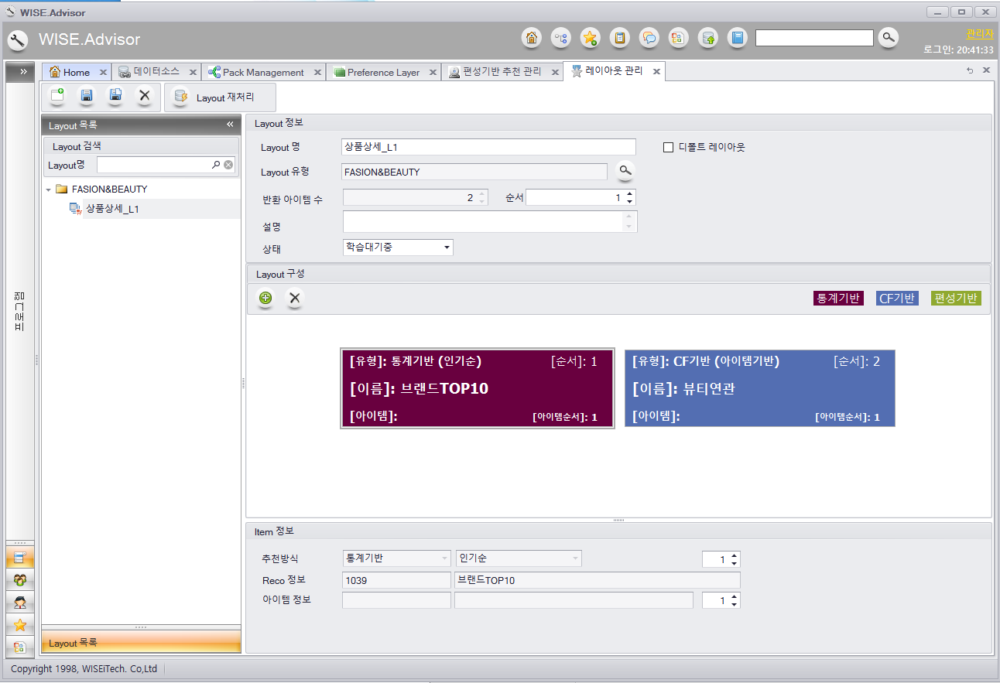 WISE.Advisor
WISE.Advisor
관리자
로그인: 20:41:33
Home 데이터소스 Pack Management Preference Layer 편성기반 추천 관리 레이아웃 관리
Layout 재처리
프로그램
Layout 목록
Layout 검색
Layout명
FASION&BEAUTY
상품상세_L1
Layout 목록
Layout 정보
Layout 명 상품상세_L1 디폴트 레이아웃
Layout 유형 FASION&BEAUTY
반환 아이템 수 2 순서 1
설명
상태 학습대기중
Layout 구성
통계기반 CF기반 편성기반
[유형]: 통계기반 (인기순) [순서]: 1
[이름]: 브랜드TOP10
[아이템]: [아이템순서]: 1
[유형]: CF기반 (아이템기반) [순서]: 2
[이름]: 뷰티연관
[아이템]: [아이템순서]: 1
Item 정보
추천방식 통계기반 인기순 1
Reco 정보 1039 브랜드TOP10
아이템 정보 1
Copyright 1998, WISEiTech. Co,Ltd